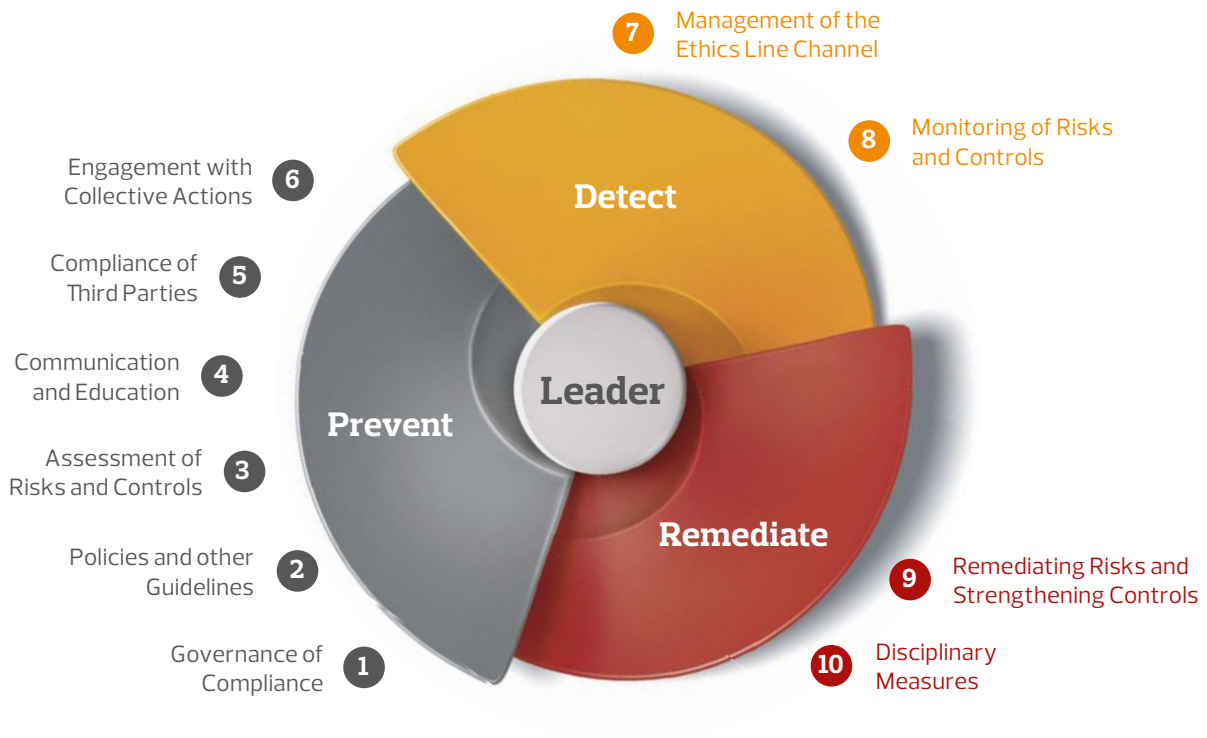 7
Management of the
Ethics Line Channel
8
Monitoring of Risks
and Controls
Engagement with
Collective Actions
6
Detect
Compliance of
Third Parties
5
Communication
and Education
4
Leader
Prevent
Assessment of
Risks and Controls
3
Remediate
Policies and other
Guidelines
2
9
Remediating Risks and
Strengthening Controls
Governance of
Compliance
1
10
Disciplinary
Measures